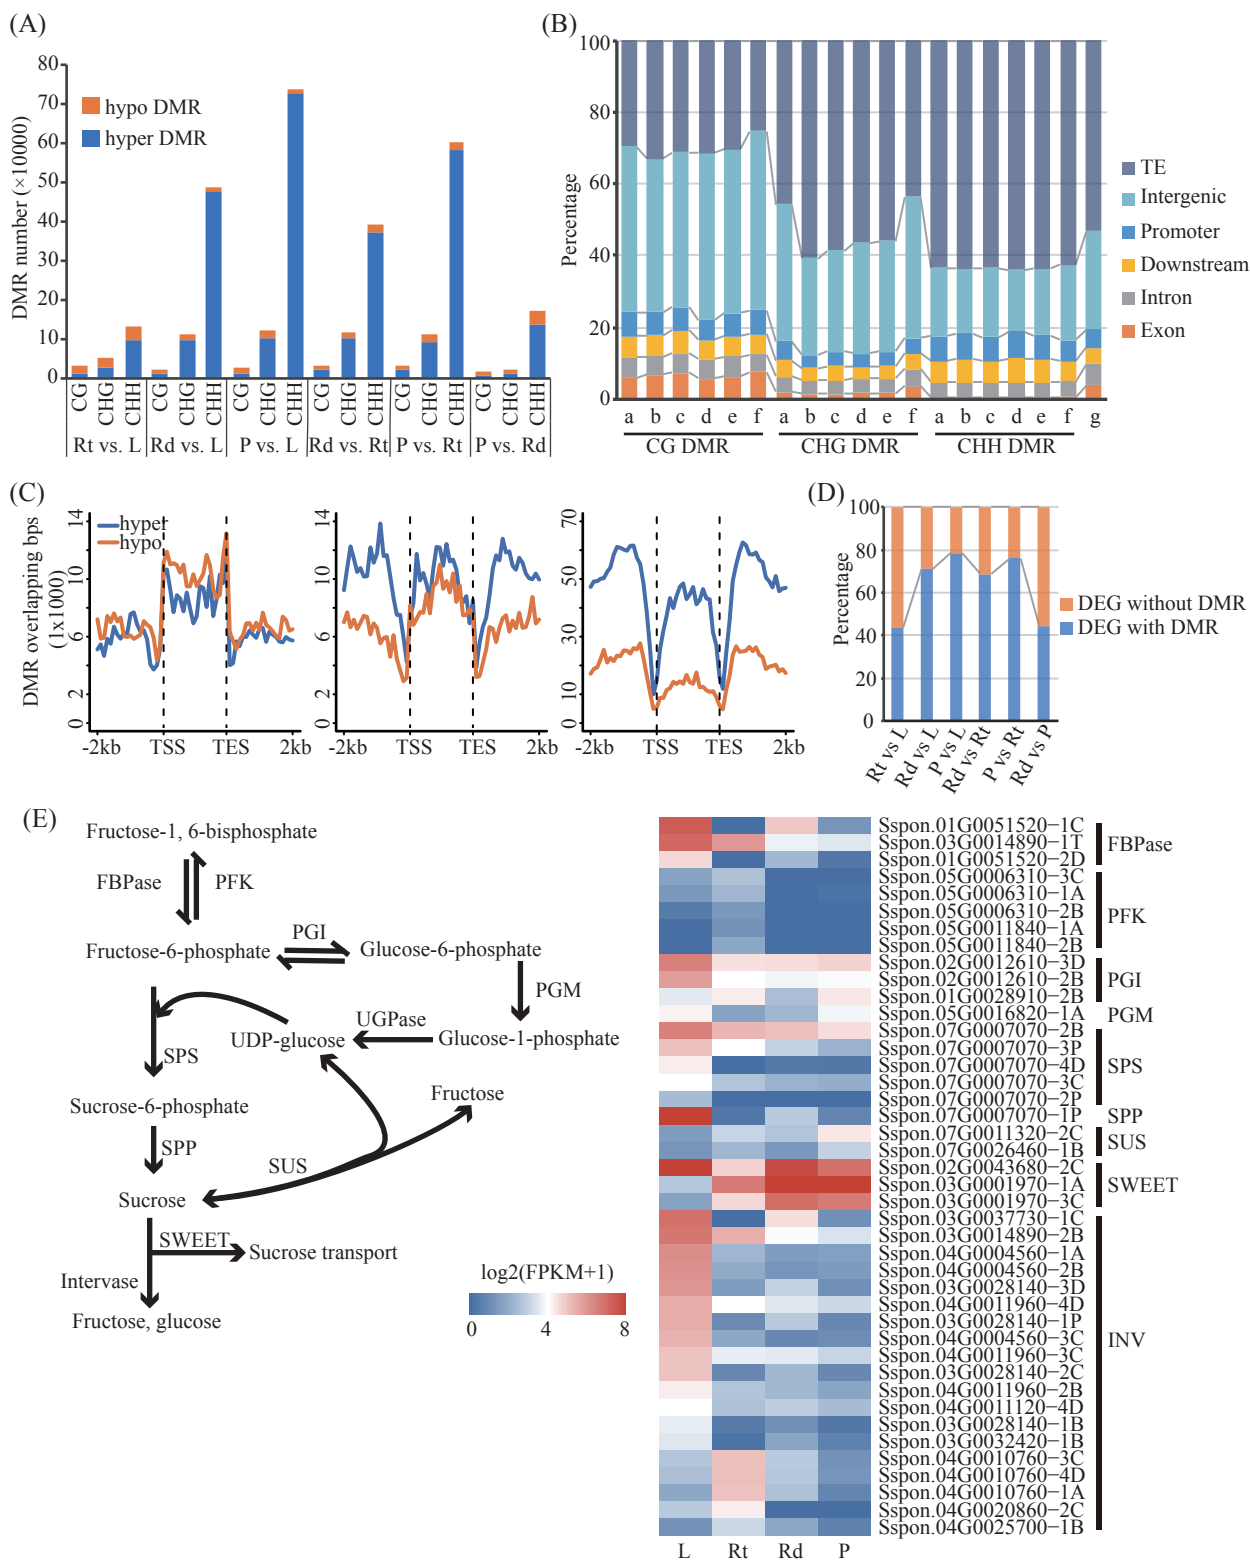 (A)
80
70
60
50
40
30
20
10
0
DMR number (×10000)
hypo DMR
hyper DMR
CG CHG CHH CG CHG CHH CG CHG CHH CG CHG CHH CG CHG CHH CG CHG CHH
Rt vs. L Rd vs. L P vs. L Rd vs. Rt P vs. Rt P vs. Rd
(B)
100
80
60
40
20
0
Percentage
a b c d e f a b c d e f a b c d e f g
CG DMR CHG DMR CHH DMR
TE
Intergenic
Promoter
Downstream
Intron
Exon
(C)
DMR overlapping bps
(1x1000)
hyper
hypo
14
10
6
2
0
-2kb TSS TES 2kb
14
10
6
2
0
-2kb TSS TES 2kb
70
50
30
10
0
-2kb TSS TES 2kb
(D)
100
80
60
40
20
0
Percentage
Rt vs L
Rd vs L
P vs L
Rd vs Rt
P vs Rt
Rd vs P
DEG without DMR
DEG with DMR
(E)
Fructose-1, 6-bisphosphate
FBPase PFK
Fructose-6-phosphate PGI Glucose-6-phosphate
PGM
UGPase
UDP-glucose Glucose-1-phosphate
SPS
Fructose
Sucrose-6-phosphate
SPP
SUS
Sucrose
SWEET
Sucrose transport
Intervase
Fructose, glucose
log2(FPKM+1)
0 4 8
Sspon.01G0051520−1C
Sspon.03G0014890−1T
Sspon.01G0051520−2D
Sspon.05G0006310−3C
Sspon.05G0006310−1A
Sspon.05G0006310−2B
Sspon.05G0011840−1A
Sspon.05G0011840−2B
Sspon.02G0012610−3D
Sspon.02G0012610−2B
Sspon.01G0028910−2B
Sspon.05G0016820−1A
Sspon.07G0007070−2B
Sspon.07G0007070−3P
Sspon.07G0007070−4D
Sspon.07G0007070−3C
Sspon.07G0007070−2P
Sspon.07G0007070−1P
Sspon.07G0011320−2C
Sspon.07G0026460−1B
Sspon.02G0043680−2C
Sspon.03G0001970−1A
Sspon.03G0001970−3C
Sspon.03G0037730−1C
Sspon.03G0014890−2B
Sspon.04G0004560−1A
Sspon.04G0004560−2B
Sspon.03G0028140−3D
Sspon.04G0011960−4D
Sspon.03G0028140−1P
Sspon.04G0004560−3C
Sspon.04G0011960−3C
Sspon.03G0028140−2C
Sspon.04G0011960−2B
Sspon.04G0011120−4D
Sspon.03G0028140−1B
Sspon.03G0032420−1B
Sspon.04G0010760−3C
Sspon.04G0010760−4D
Sspon.04G0010760−1A
Sspon.04G0020860−2C
Sspon.04G0025700−1B
FBPase
PFK
PGI
PGM
SPS
SPP
SUS
SWEET
INV
L Rt Rd P